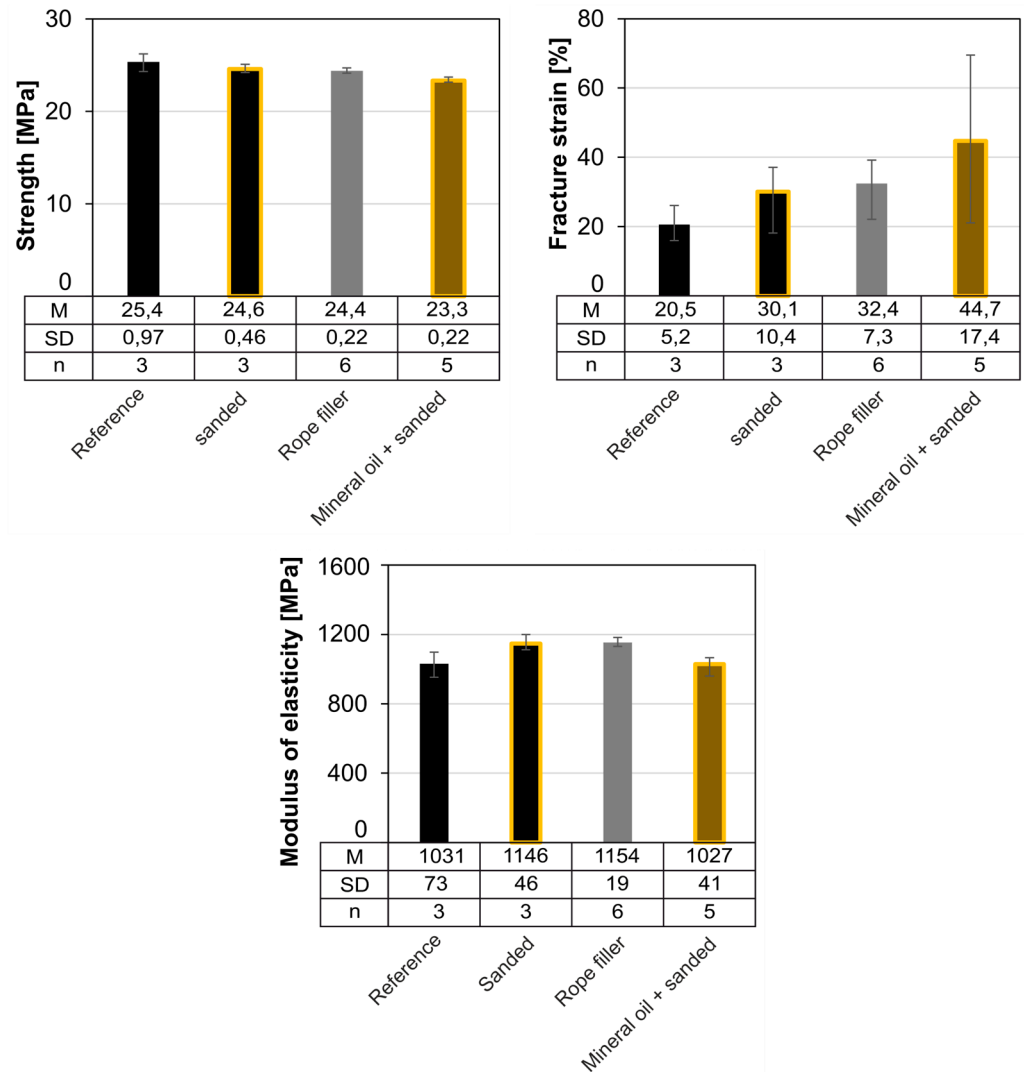 Strength [MPa]
30
20
10
0
M 25,4 24,6 24,4 23,3
SD 0,97 0,46 0,22 0,22
n 3 3 6 5
Reference sanded Rope filler Mineral oil + sanded
Fracture strain [%]
80
60
40
20
0
M 20,5 30,1 32,4 44,7
SD 5,2 10,4 7,3 17,4
n 3 3 6 5
Reference sanded Rope filler Mineral oil + sanded
Modulus of elasticity [MPa]
1600
1200
800
400
0
M 1031 1146 1154 1027
SD 73 46 19 41
n 3 3 6 5
Reference Sanded Rope filler Mineral oil + sanded